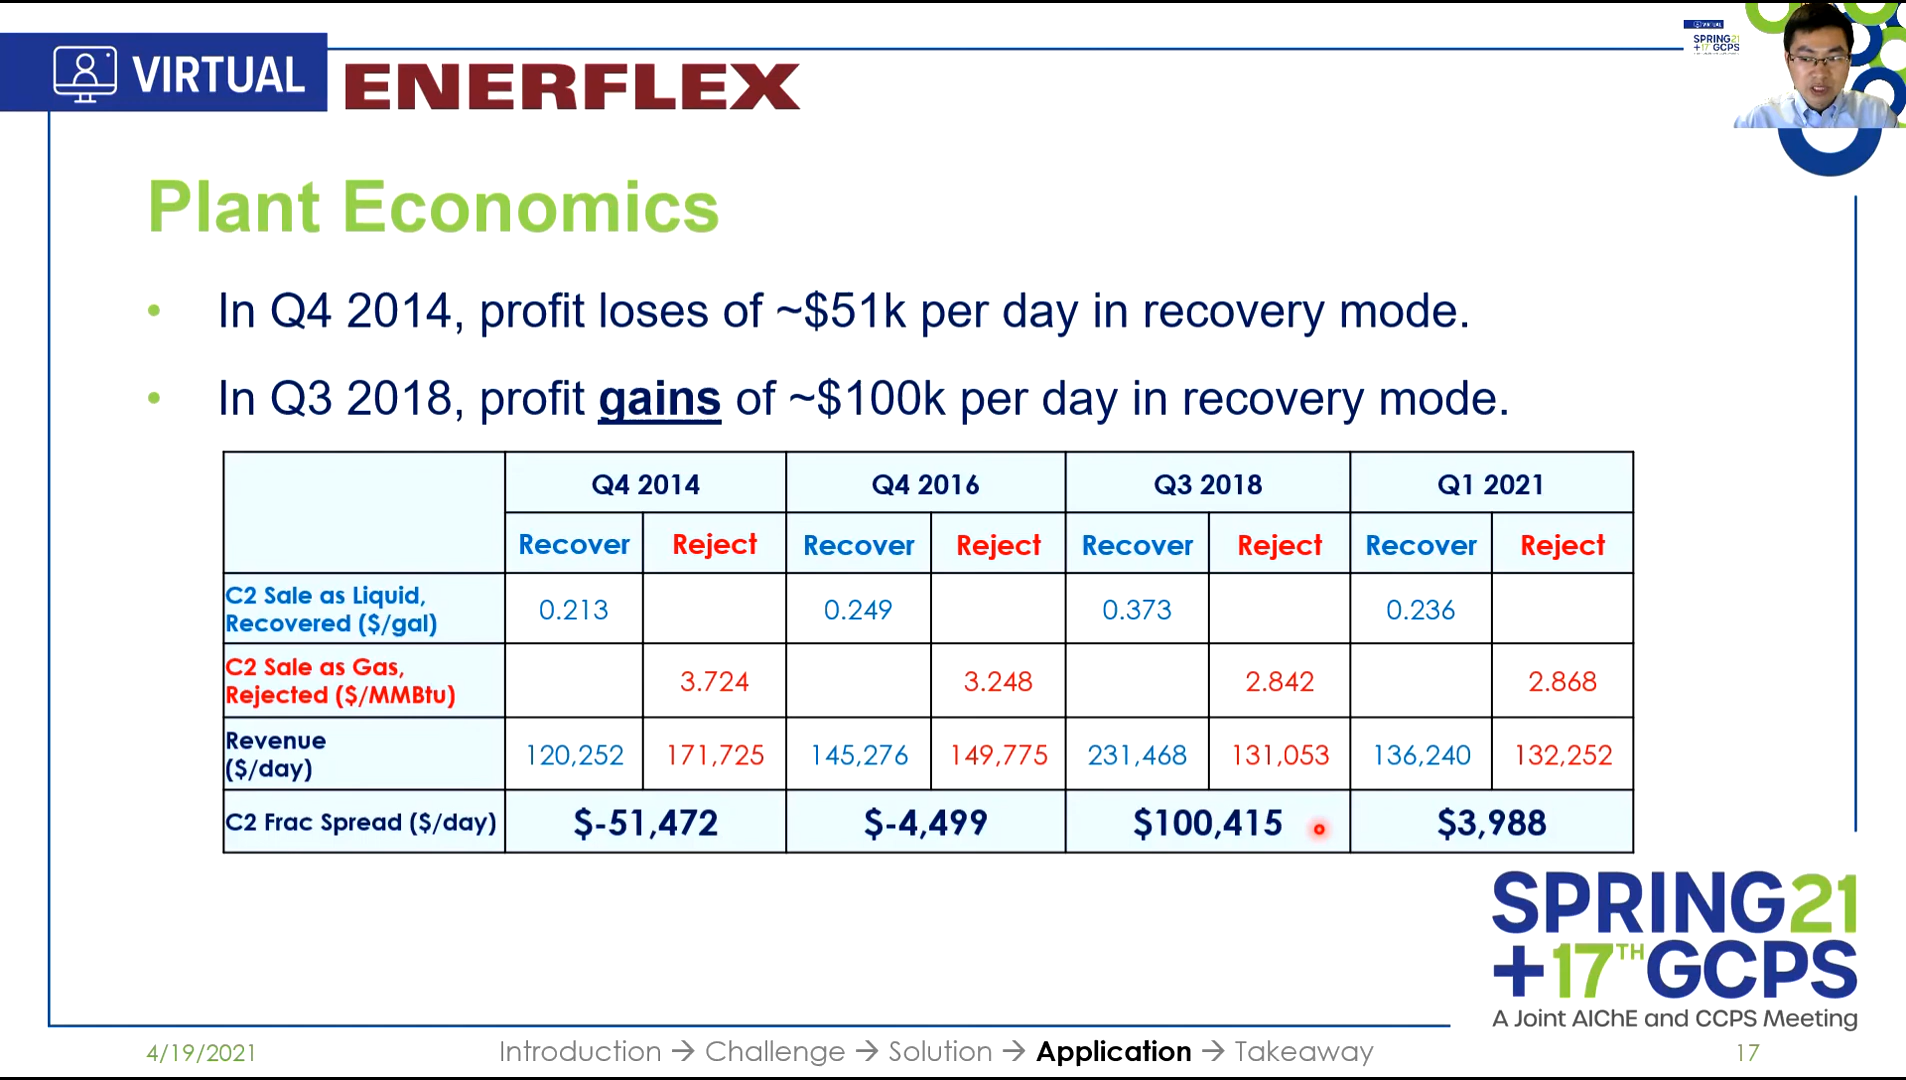 VIRTUAL
ENERFLEX
VIRTUAL
SPRING21
+17TH GCPS
Plant Economics
• In Q4 2014, profit loses of ~$51k per day in recovery mode.
• In Q3 2018, profit gains of ~$100k per day in recovery mode.
Q4 2014 Q4 2016 Q3 2018 Q1 2021
Recover Reject Recover Reject Recover Reject Recover Reject
C2 Sale as Liquid,
Recovered ($/gal) 0.213 0.249 0.373 0.236
C2 Sale as Gas,
Rejected ($/MMBtu) 3.724 3.248 2.842 2.868
Revenue
($/day) 120,252 171,725 145,276 149,775 231,468 131,053 136,240 132,252
C2 Frac Spread ($/day) $-51,472 $-4,499 $100,415 $3,988
SPRING21
+17TH GCPS
A Joint AIChE and CCPS Meeting
4/19/2021 Introduction → Challenge → Solution → Application → Takeaway 17